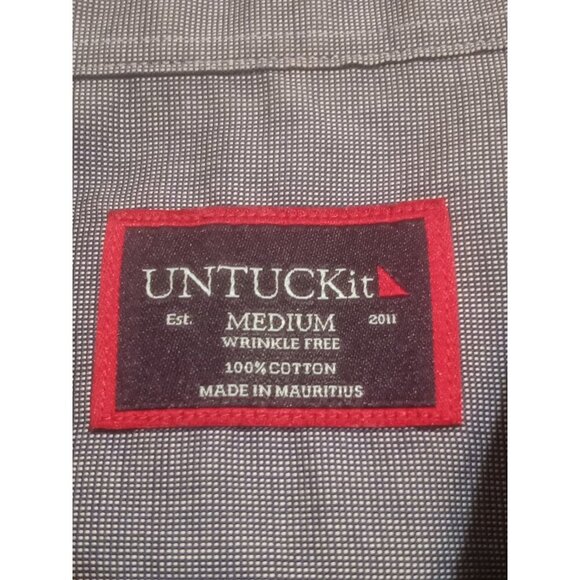 UNTUCKit
Est. MEDIUM 2011
WRINKLE FREE
100% COTTON
MADE IN MAURITIUS